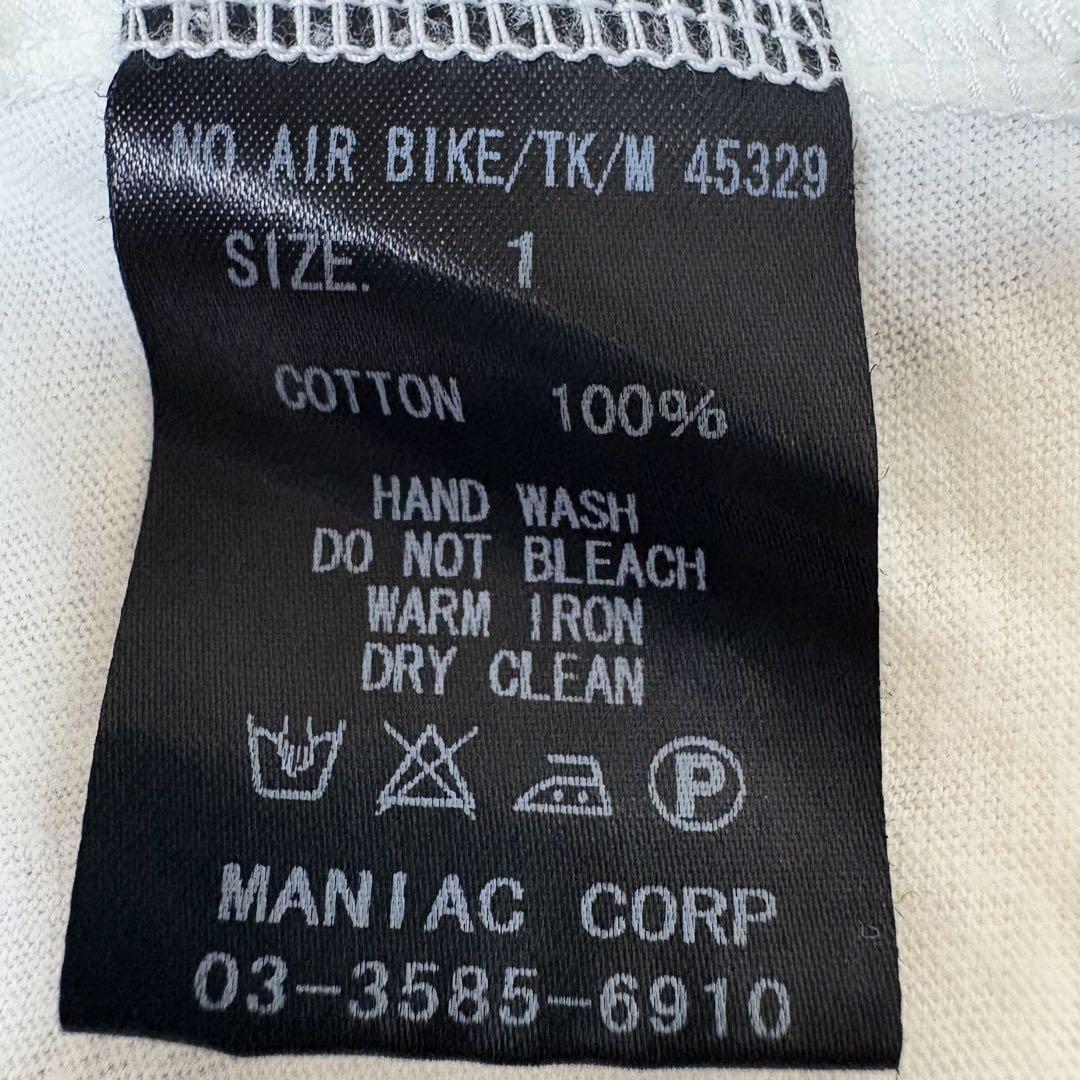 NO AIR BIKE/TK/M 45329
SIZE. 1
COTTON 100%
HAND WASH
DO NOT BLEACH
WARM IRON
DRY CLEAN
P
MANIAC CORP
03-3585-6910